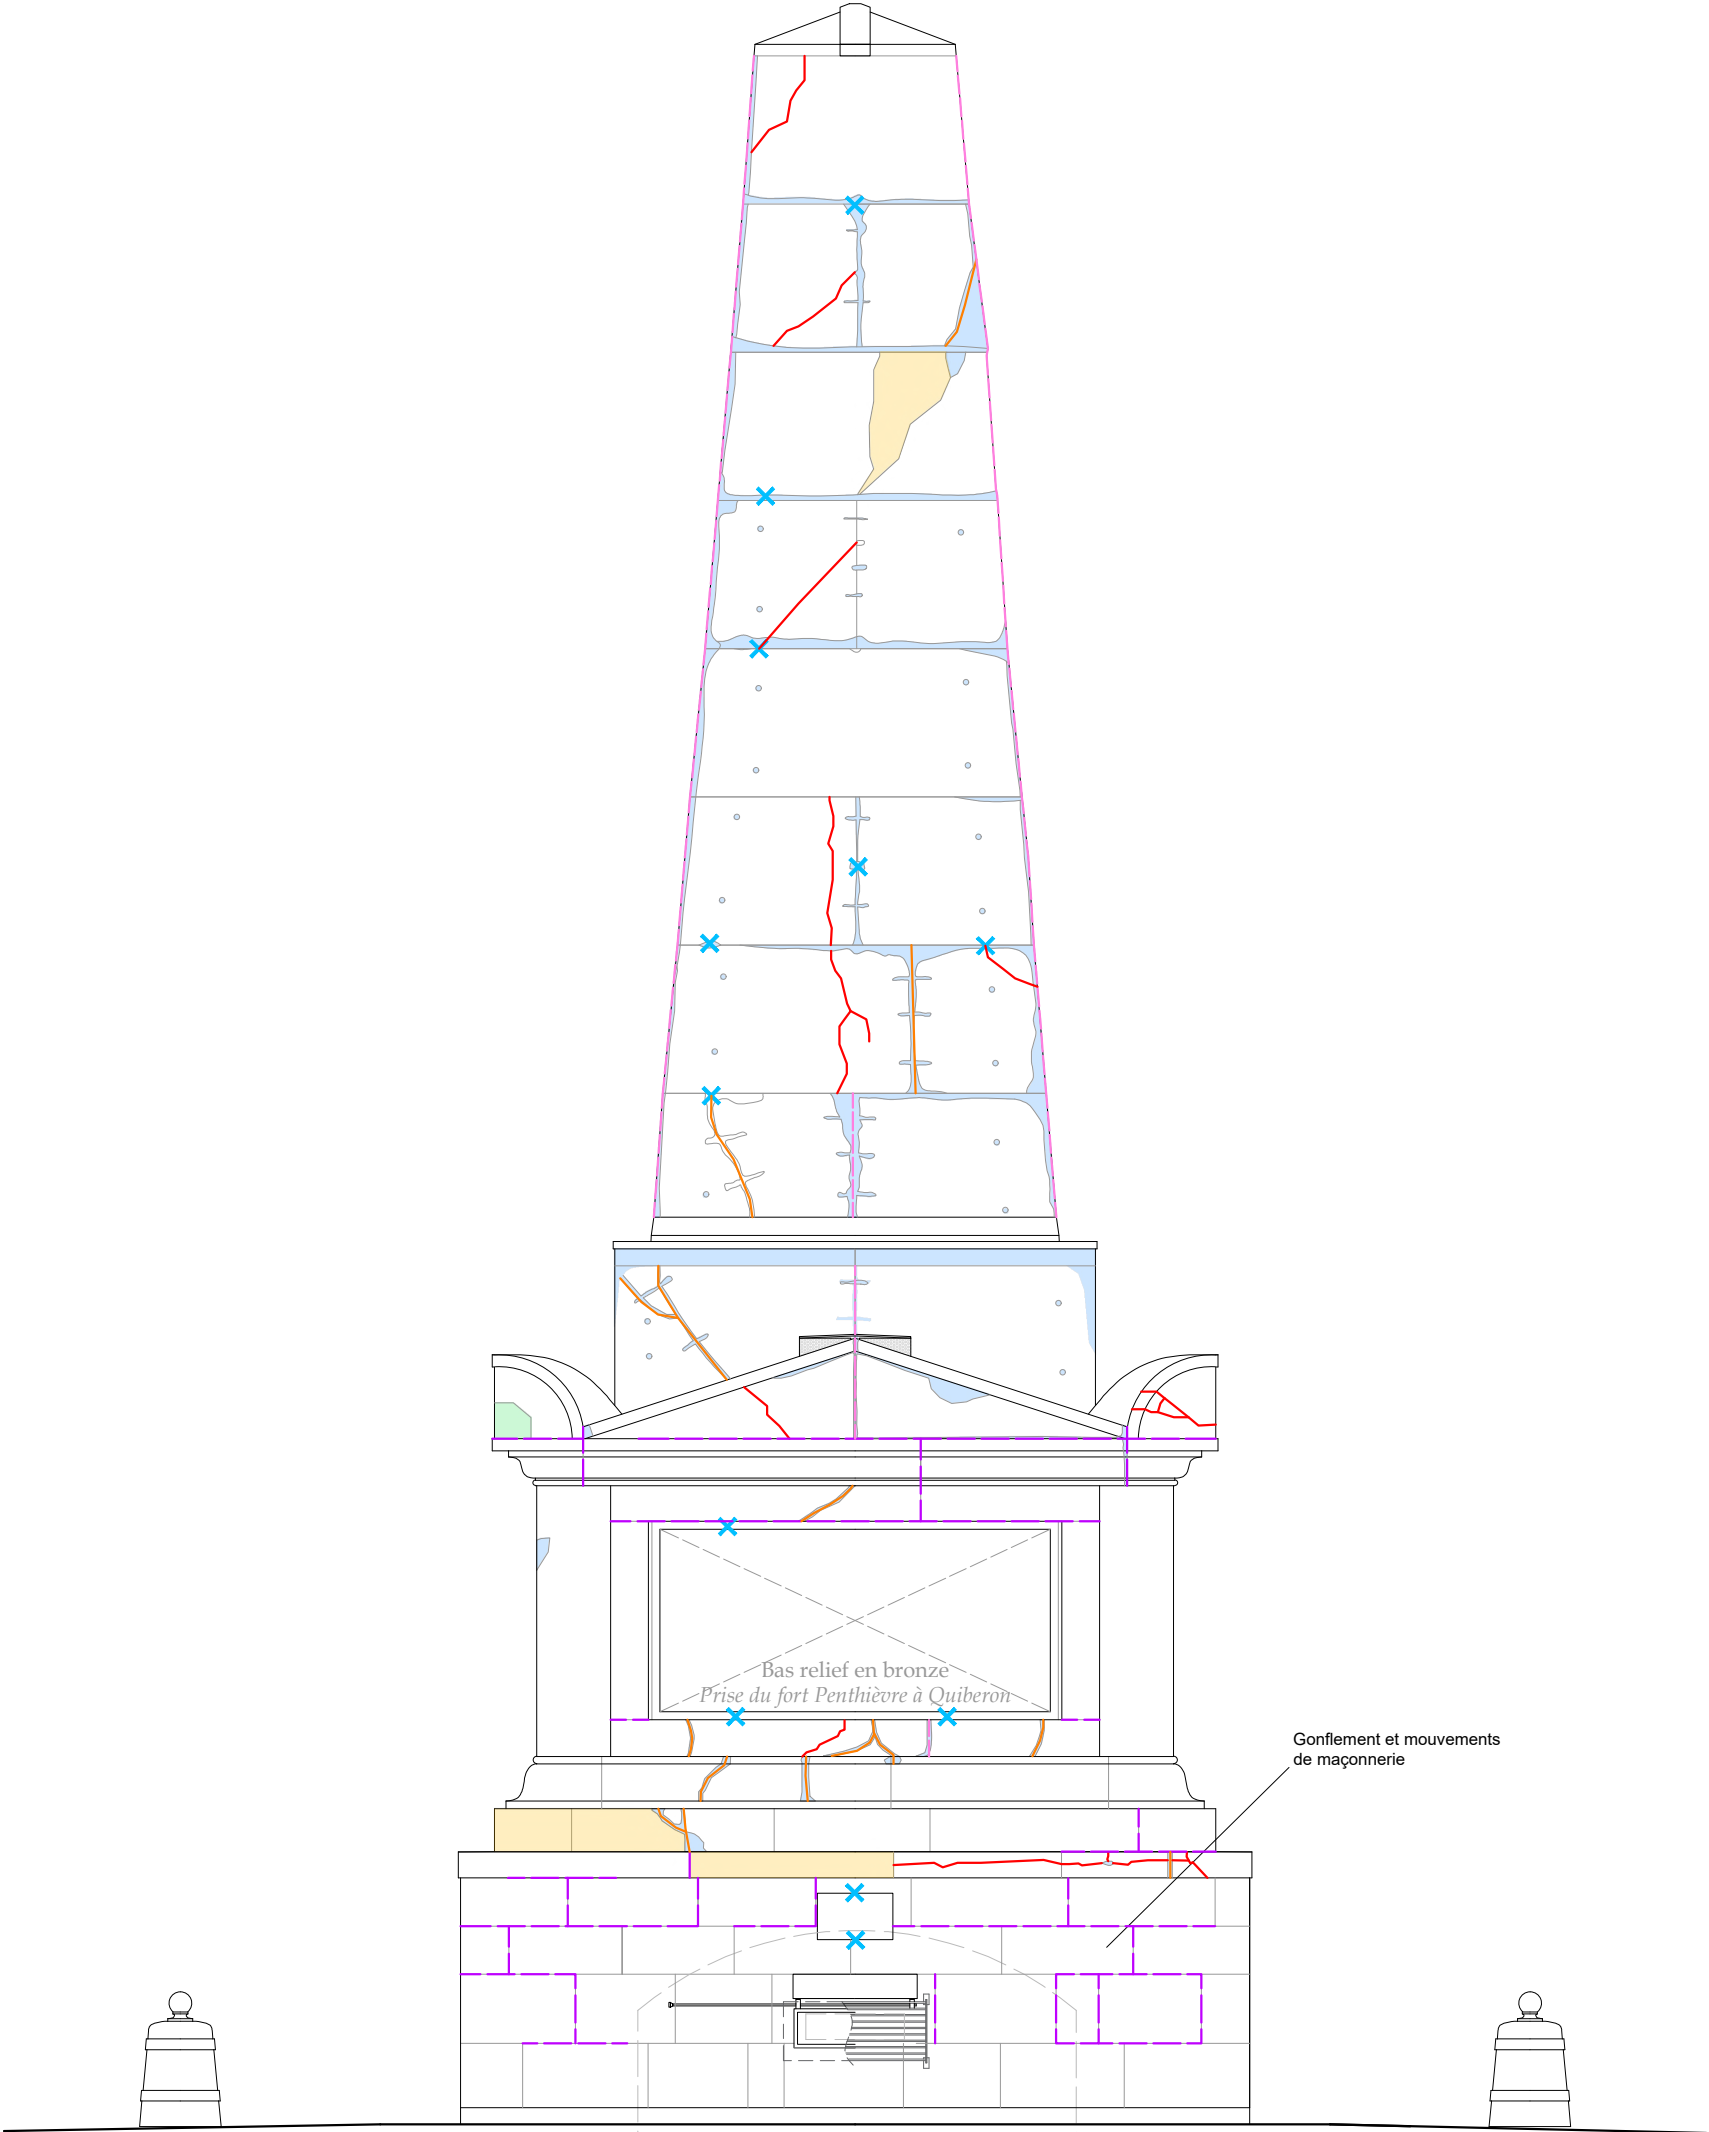 Bas relief en bronze
Prise du fort Penthièvre à Quiberon
Gonflement et mouvements
de maçonnerie